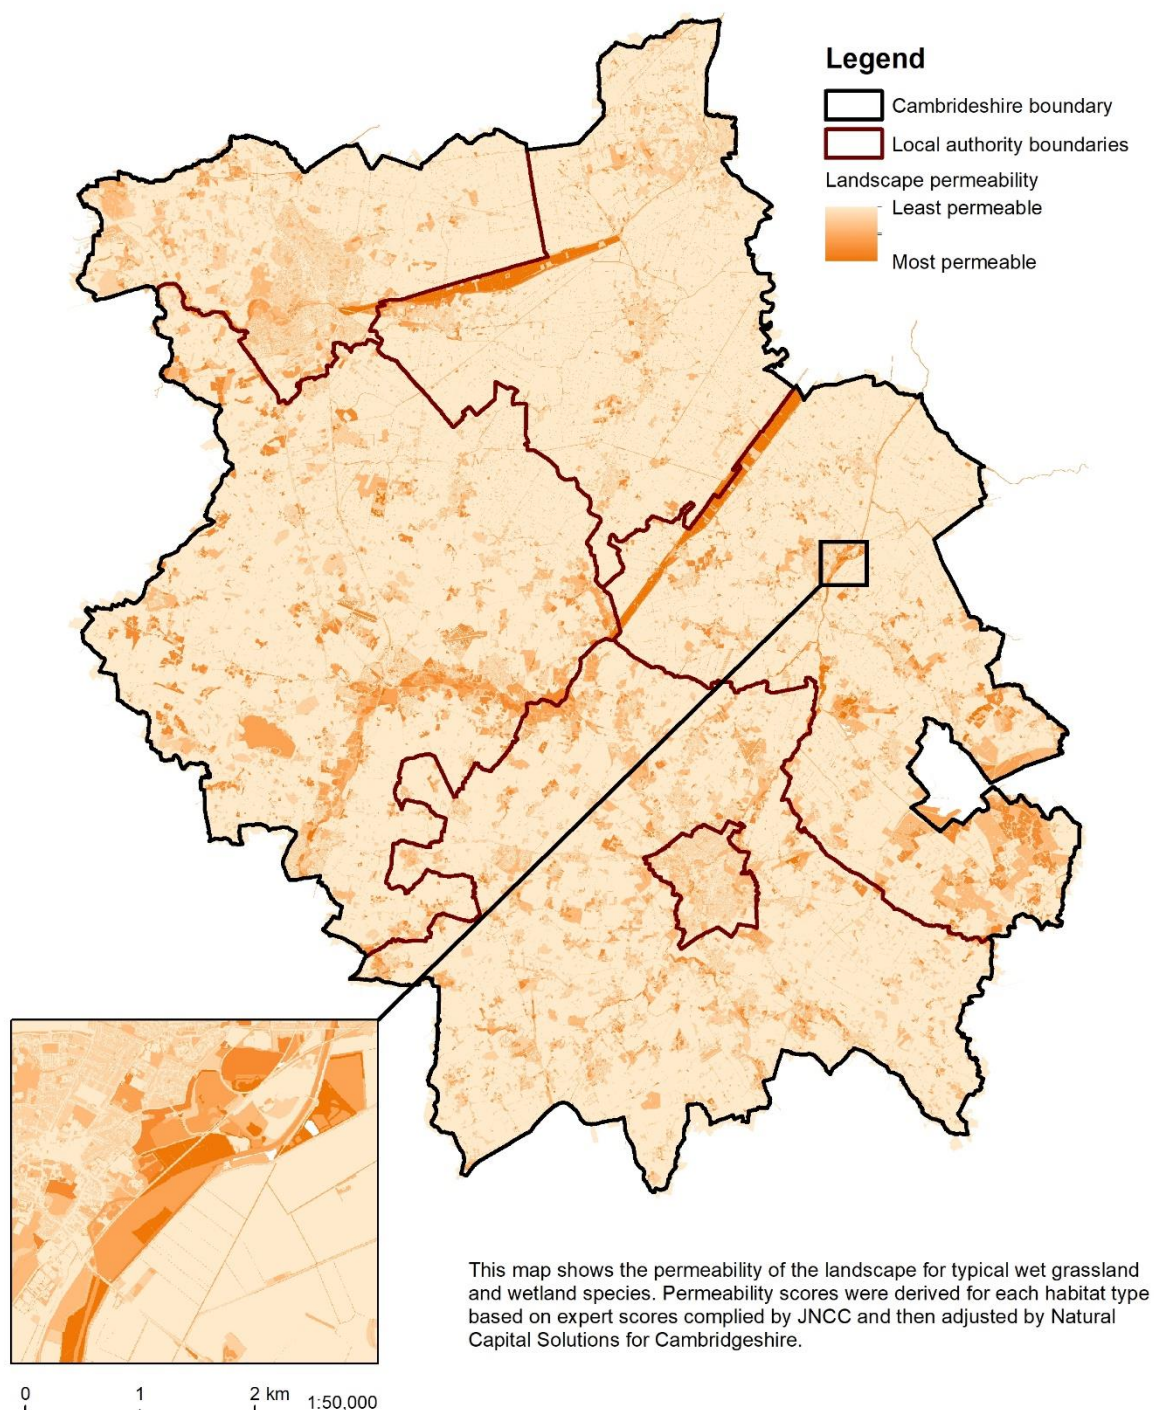 Legend
Cambrideshire boundary
Local authority boundaries
Landscape permeability
Least permeable
Most permeable
This map shows the permeability of the landscape for typical wet grassland
and wetland species. Permeability scores were derived for each habitat type
based on expert scores complied by JNCC and then adjusted by Natural
Capital Solutions for Cambridgeshire.
0 1 2 km 1:50,000